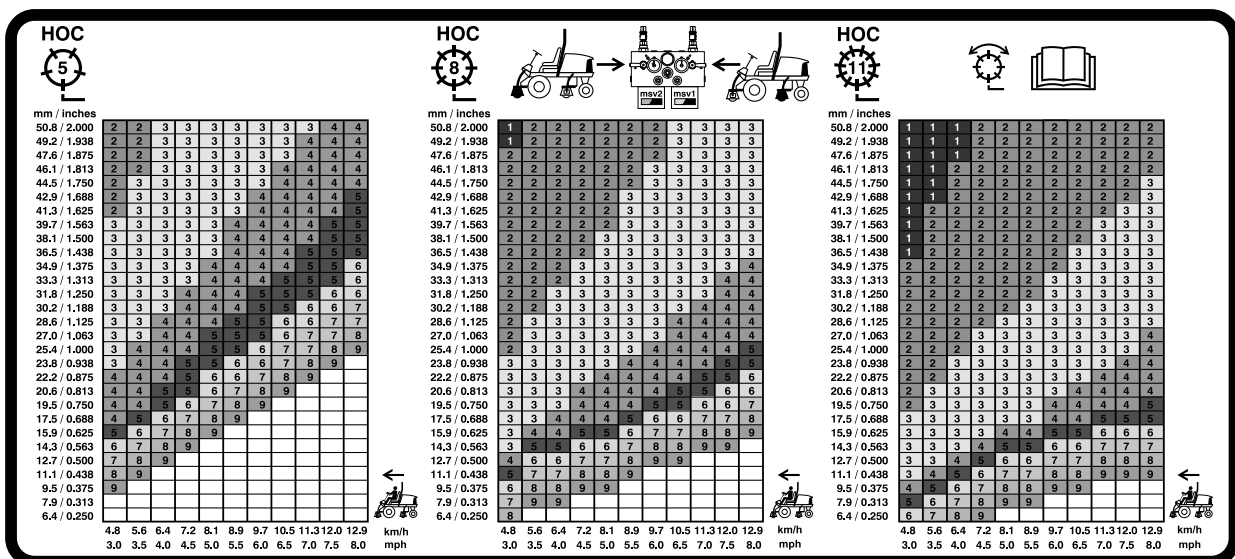 HOC
5
mm / inches
50.8 / 2.000 2 2 3 3 3 3 3 3 3 4 4
49.2 / 1.938 2 2 3 3 3 3 3 3 4 4 4
47.6 / 1.875 2 2 3 3 3 3 3 3 4 4 4
46.1 / 1.813 2 2 3 3 3 3 3 4 4 4 4
44.5 / 1.750 2 3 3 3 3 3 3 4 4 4 4
42.9 / 1.688 2 3 3 3 3 3 4 4 4 4 5
41.3 / 1.625 2 3 3 3 3 3 4 4 4 4 5
39.7 / 1.563 3 3 3 3 3 4 4 4 4 5 5
38.1 / 1.500 3 3 3 3 3 4 4 4 4 5 5
36.5 / 1.438 3 3 3 3 3 4 4 4 5 5 5
34.9 / 1.375 3 3 3 3 4 4 4 4 5 5 6
33.3 / 1.313 3 3 3 3 4 4 4 5 5 5 6
31.8 / 1.250 3 3 3 4 4 4 5 5 5 6 6
30.2 / 1.188 3 3 3 4 4 4 5 5 6 6 7
28.6 / 1.125 3 3 4 4 4 5 5 6 6 7 7
27.0 / 1.063 3 3 4 4 5 5 5 6 7 7 8
25.4 / 1.000 3 4 4 4 5 5 6 7 7 8 9
23.8 / 0.938 3 4 4 5 5 6 6 7 8 9
22.2 / 0.875 4 4 4 5 6 6 7 8 9
20.6 / 0.813 4 4 5 5 6 7 8 9
19.5 / 0.750 4 4 5 6 7 8 9
17.5 / 0.688 4 5 6 7 8 9
15.9 / 0.625 5 6 7 8 9
14.3 / 0.563 6 7 8 9
12.7 / 0.500 7 8 9
11.1 / 0.438 8 9
9.5 / 0.375 9
7.9 / 0.313
6.4 / 0.250
4.8 5.6 6.4 7.2 8.1 8.9 9.7 10.5 11.3 12.0 12.9 km/h
3.0 3.5 4.0 4.5 5.0 5.5 6.0 6.5 7.0 7.5 8.0 mph
HOC
8
msv2 msv1
mm / inches
50.8 / 2.000 1 2 2 2 2 2 2 3 3 3 3
49.2 / 1.938 1 2 2 2 2 2 2 3 3 3 3
47.6 / 1.875 2 2 2 2 2 2 2 3 3 3 3
46.1 / 1.813 2 2 2 2 2 2 3 3 3 3 3
44.5 / 1.750 2 2 2 2 2 2 3 3 3 3 3
42.9 / 1.688 2 2 2 2 2 3 3 3 3 3 3
41.3 / 1.625 2 2 2 2 2 3 3 3 3 3 3
39.7 / 1.563 2 2 2 2 3 3 3 3 3 3 3
38.1 / 1.500 2 2 2 2 3 3 3 3 3 3 3
36.5 / 1.438 2 2 2 2 3 3 3 3 3 3 3
34.9 / 1.375 2 2 2 3 3 3 3 3 3 3 4
33.3 / 1.313 2 2 2 3 3 3 3 3 3 4 4
31.8 / 1.250 2 2 3 3 3 3 3 3 3 4 4
30.2 / 1.188 2 2 3 3 3 3 3 3 4 4 4
28.6 / 1.125 2 3 3 3 3 3 3 4 4 4 4
27.0 / 1.063 2 3 3 3 3 3 4 4 4 4 4
25.4 / 1.000 2 3 3 3 3 4 4 4 4 4 5
23.8 / 0.938 3 3 3 3 3 4 4 4 4 5 5
22.2 / 0.875 3 3 3 3 4 4 4 4 5 5 5
20.6 / 0.813 3 3 3 4 4 4 4 5 5 6 6
19.5 / 0.750 3 3 3 4 4 4 5 5 6 6 7
17.5 / 0.688 3 3 4 4 4 5 6 6 7 7 8
15.9 / 0.625 3 4 4 5 5 6 6 7 8 8 9
14.3 / 0.563 3 5 5 6 6 7 7 8 9 9
12.7 / 0.500 4 5 6 6 7 8 9 9
11.1 / 0.438 5 7 7 8 8 9
9.5 / 0.375 6 7 8 9 9
7.9 / 0.313 7 9 9
6.4 / 0.250 8
4.8 5.6 6.4 7.2 8.1 8.9 9.7 10.5 11.3 12.0 12.9 km/h
3.0 3.5 4.0 4.5 5.0 5.5 6.0 6.5 7.0 7.5 8.0 mph
HOC
11
mm / inches
50.8 / 2.000 1 1 1 2 2 2 2 2 2 2 2
49.2 / 1.938 1 1 1 2 2 2 2 2 2 2 2
47.6 / 1.875 1 1 1 2 2 2 2 2 2 2 2
46.1 / 1.813 1 1 2 2 2 2 2 2 2 2 2
44.5 / 1.750 1 1 2 2 2 2 2 2 2 2 3
42.9 / 1.688 1 1 2 2 2 2 2 2 2 2 3
41.3 / 1.625 1 2 2 2 2 2 2 2 2 3 3
39.7 / 1.563 1 2 2 2 2 2 2 2 3 3 3
38.1 / 1.500 1 2 2 2 2 2 2 2 3 3 3
36.5 / 1.438 1 2 2 2 2 2 2 3 3 3 3
34.9 / 1.375 2 2 2 2 2 2 2 3 3 3 3
33.3 / 1.313 2 2 2 2 2 2 3 3 3 3 3
31.8 / 1.250 2 2 2 2 2 2 3 3 3 3 3
30.2 / 1.188 2 2 2 2 2 3 3 3 3 3 3
28.6 / 1.125 2 2 2 2 3 3 3 3 3 3 3
27.0 / 1.063 2 2 2 3 3 3 3 3 3 3 4
25.4 / 1.000 2 2 2 3 3 3 3 3 3 3 4
23.8 / 0.938 2 2 3 3 3 3 3 3 3 4 4
22.2 / 0.875 2 2 3 3 3 3 3 3 4 4 4
20.6 / 0.813 2 3 3 3 3 3 3 4 4 4 4
19.5 / 0.750 2 3 3 3 3 3 4 4 4 4 5
17.5 / 0.688 3 3 3 3 3 4 4 4 5 5 5
15.9 / 0.625 3 3 3 3 4 4 5 5 6 6 6
14.3 / 0.563 3 3 3 4 5 5 6 6 6 7 7
12.7 / 0.500 3 3 4 5 6 6 7 7 8 8 9
11.1 / 0.438 3 4 5 6 7 7 8 8 9 9 9
9.5 / 0.375 4 5 6 7 8 8 9 9
7.9 / 0.313 5 6 7 8 9 9
6.4 / 0.250 6 7 8 9
4.8 5.6 6.4 7.2 8.1 8.9 9.7 10.5 11.3 12.0 12.9 km/h
3.0 3.5 4.0 4.5 5.0 5.5 6.0 6.5 7.0 7.5 8.0 mph